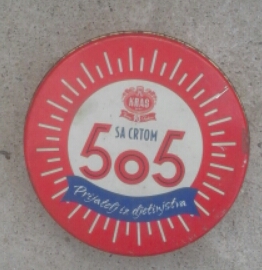 KRAŠ
SA CRTOM
505
Prijatelj iz djetinjstva